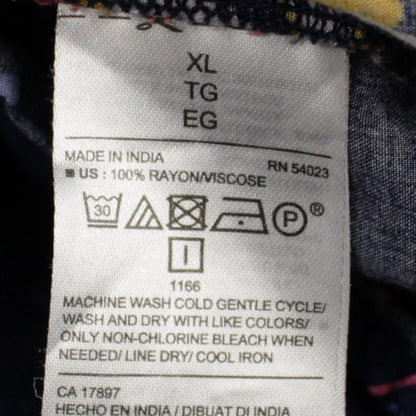 XL
TG
EG
MADE IN INDIA RN 54023
US : 100% RAYON/VISCOSE
30 P ®
I
1166
MACHINE WASH COLD GENTLE CYCLE/
WASH AND DRY WITH LIKE COLORS/
ONLY NON-CHLORINE BLEACH WHEN
NEEDED/ LINE DRY/ COOL IRON
CA 17897
HECHO EN INDIA / DIBUAT DI INDIA